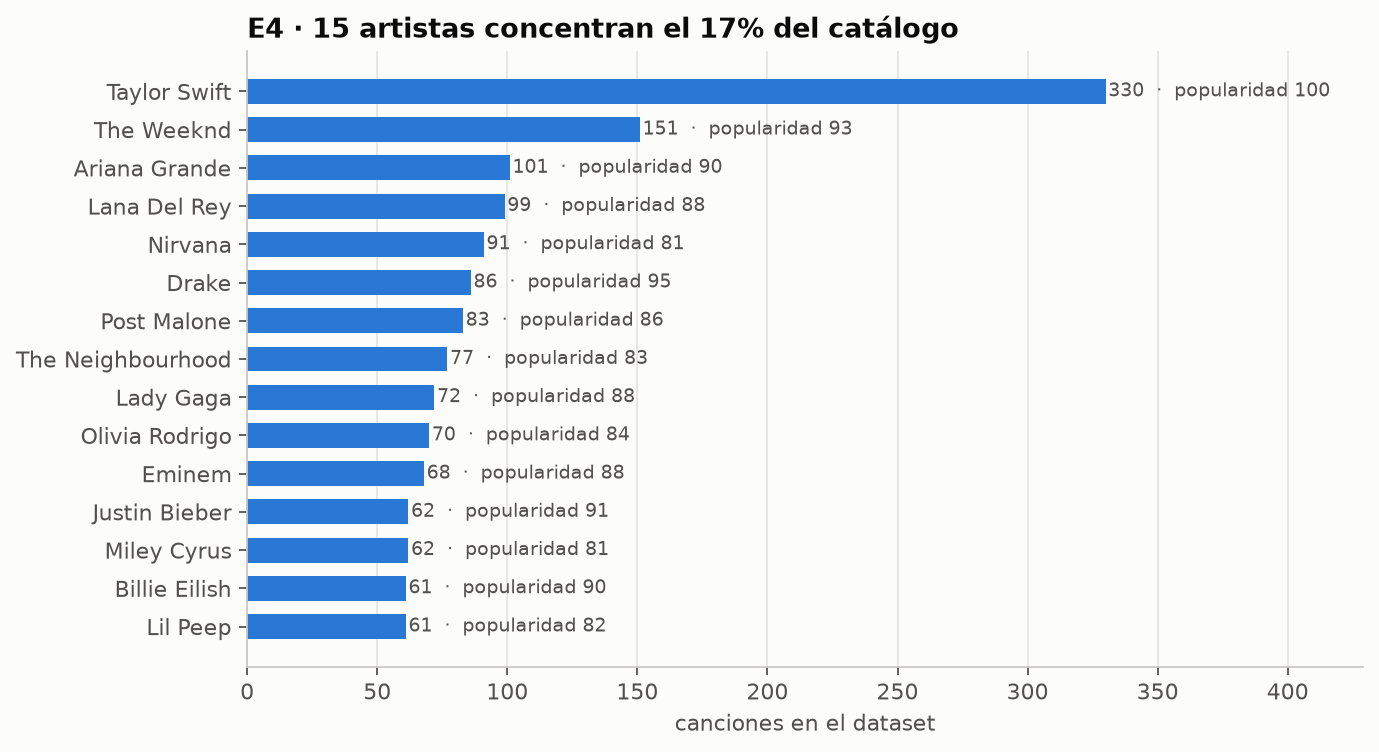 E4 · 15 artistas concentran el 17% del catálogo
Taylor Swift 330 · popularidad 100
The Weeknd 151 · popularidad 93
Ariana Grande 101 · popularidad 90
Lana Del Rey 99 · popularidad 88
Nirvana 91 · popularidad 81
Drake 86 · popularidad 95
Post Malone 83 · popularidad 86
The Neighbourhood 77 · popularidad 83
Lady Gaga 72 · popularidad 88
Olivia Rodrigo 70 · popularidad 84
Eminem 68 · popularidad 88
Justin Bieber 62 · popularidad 91
Miley Cyrus 62 · popularidad 81
Billie Eilish 61 · popularidad 90
Lil Peep 61 · popularidad 82
0 50 100 150 200 250 300 350 400
canciones en el dataset